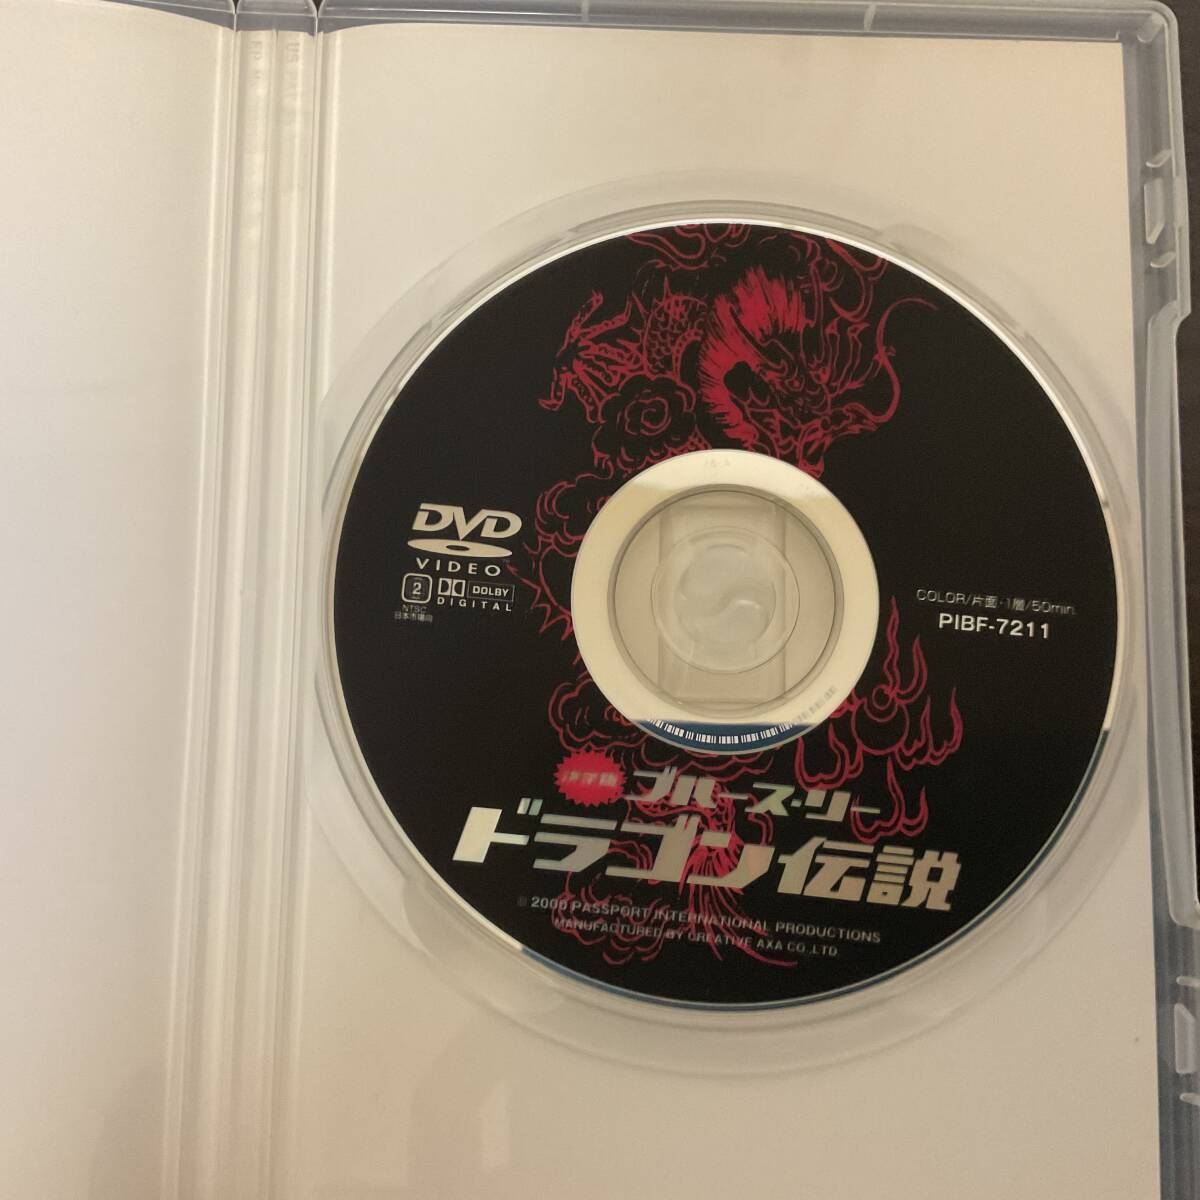 DVD
VIDEO
2
DOLBY
DIGITAL
NTSC
日本市場向
COLOR/片面・1層/50min.
PIBF-7211
決定版
ブルース・リー
ドラゴン伝説
© 2000 PASSPORT INTERNATIONAL PRODUCTIONS
MANUFACTURED BY CREATIVE AXA CO.,LTD.